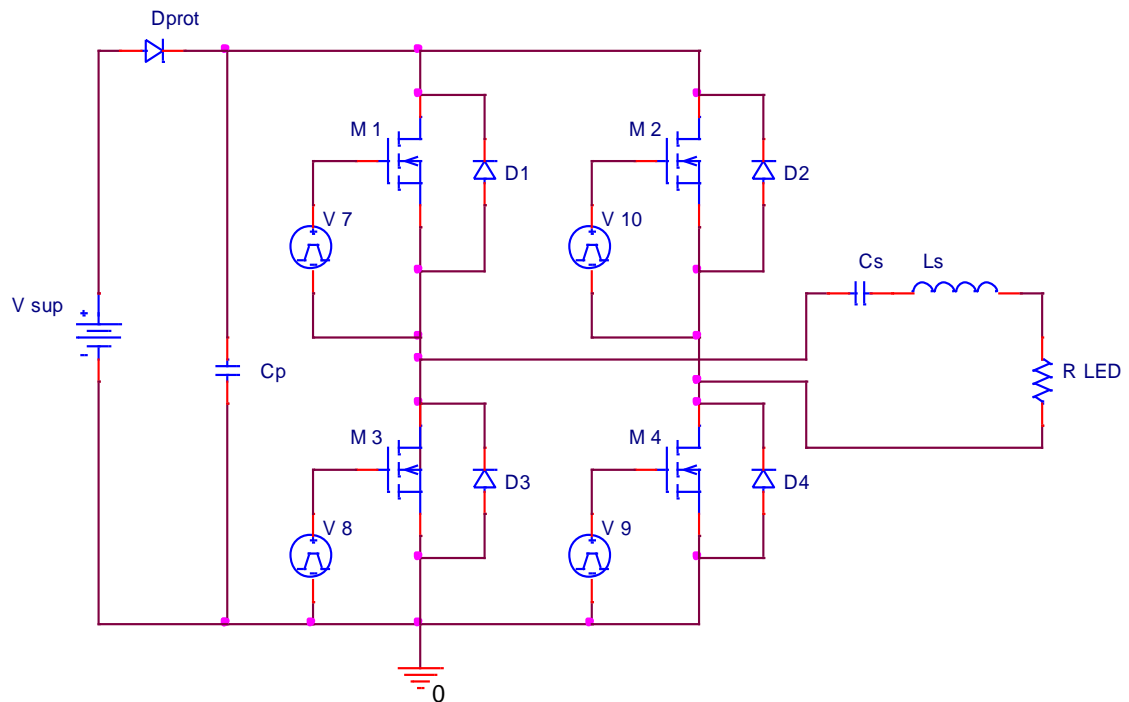 Dprot
M 1
M 2
D1
D2
V 7
V 10
Cs
Ls
V sup
+
-
Cp
R LED
M 3
M 4
D3
D4
V 8
V 9
0